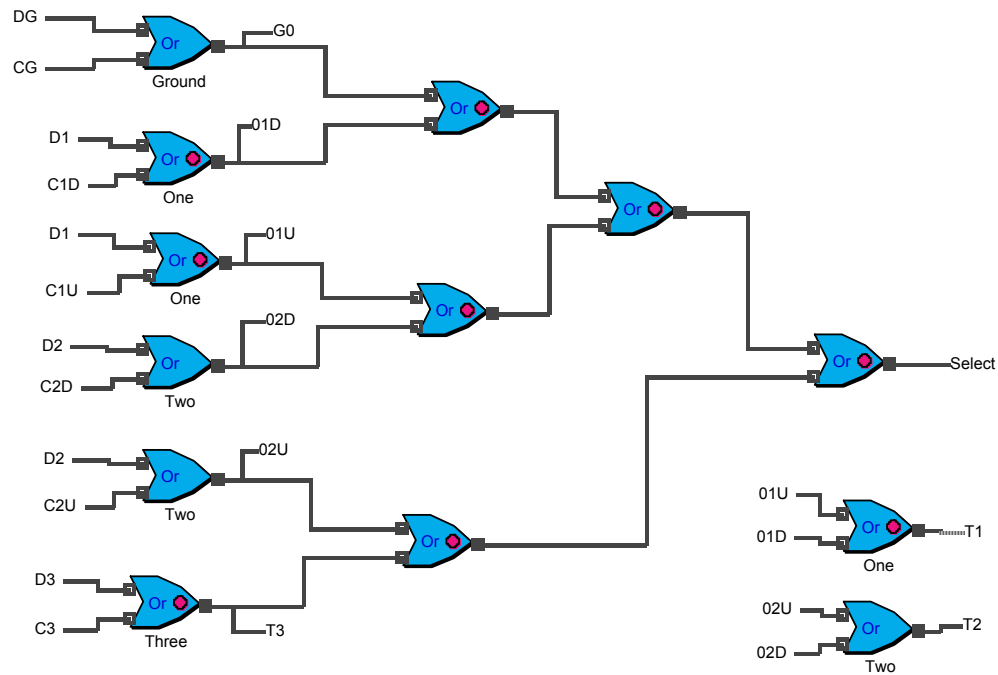 DG
Or
G0
CG
Ground
Or
D1
01D
Or
C1D
One
Or
D1
01U
Or
C1U
One
Or
02D
D2
Or
Or
Select
C2D
Two
D2
02U
Or
C2U
Two
01U
Or
Or
T1
01D
One
D3
Or
C3
T3
Three
02U
Or
T2
02D
Two